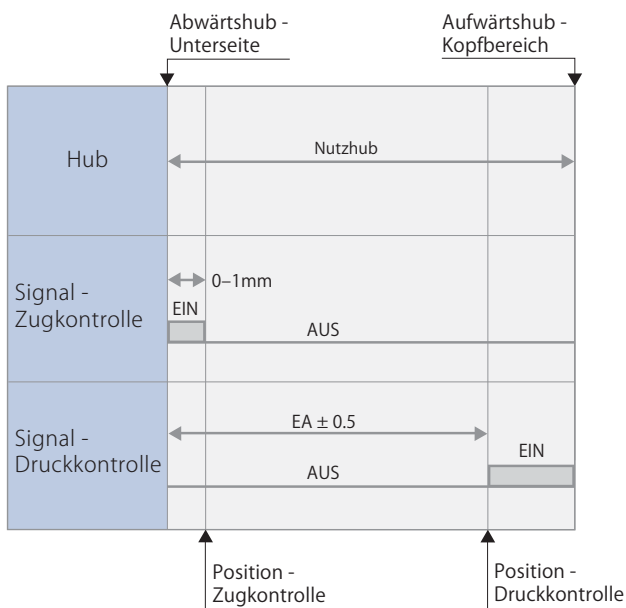 Abwärtshub -
Unterseite
Aufwärtshub -
Kopfbereich
Hub
Nutzhub
Signal -
Zugkontrolle
0–1mm
EIN
AUS
Signal -
Druckkontrolle
EA ± 0.5
EIN
AUS
Position -
Zugkontrolle
Position -
Druckkontrolle